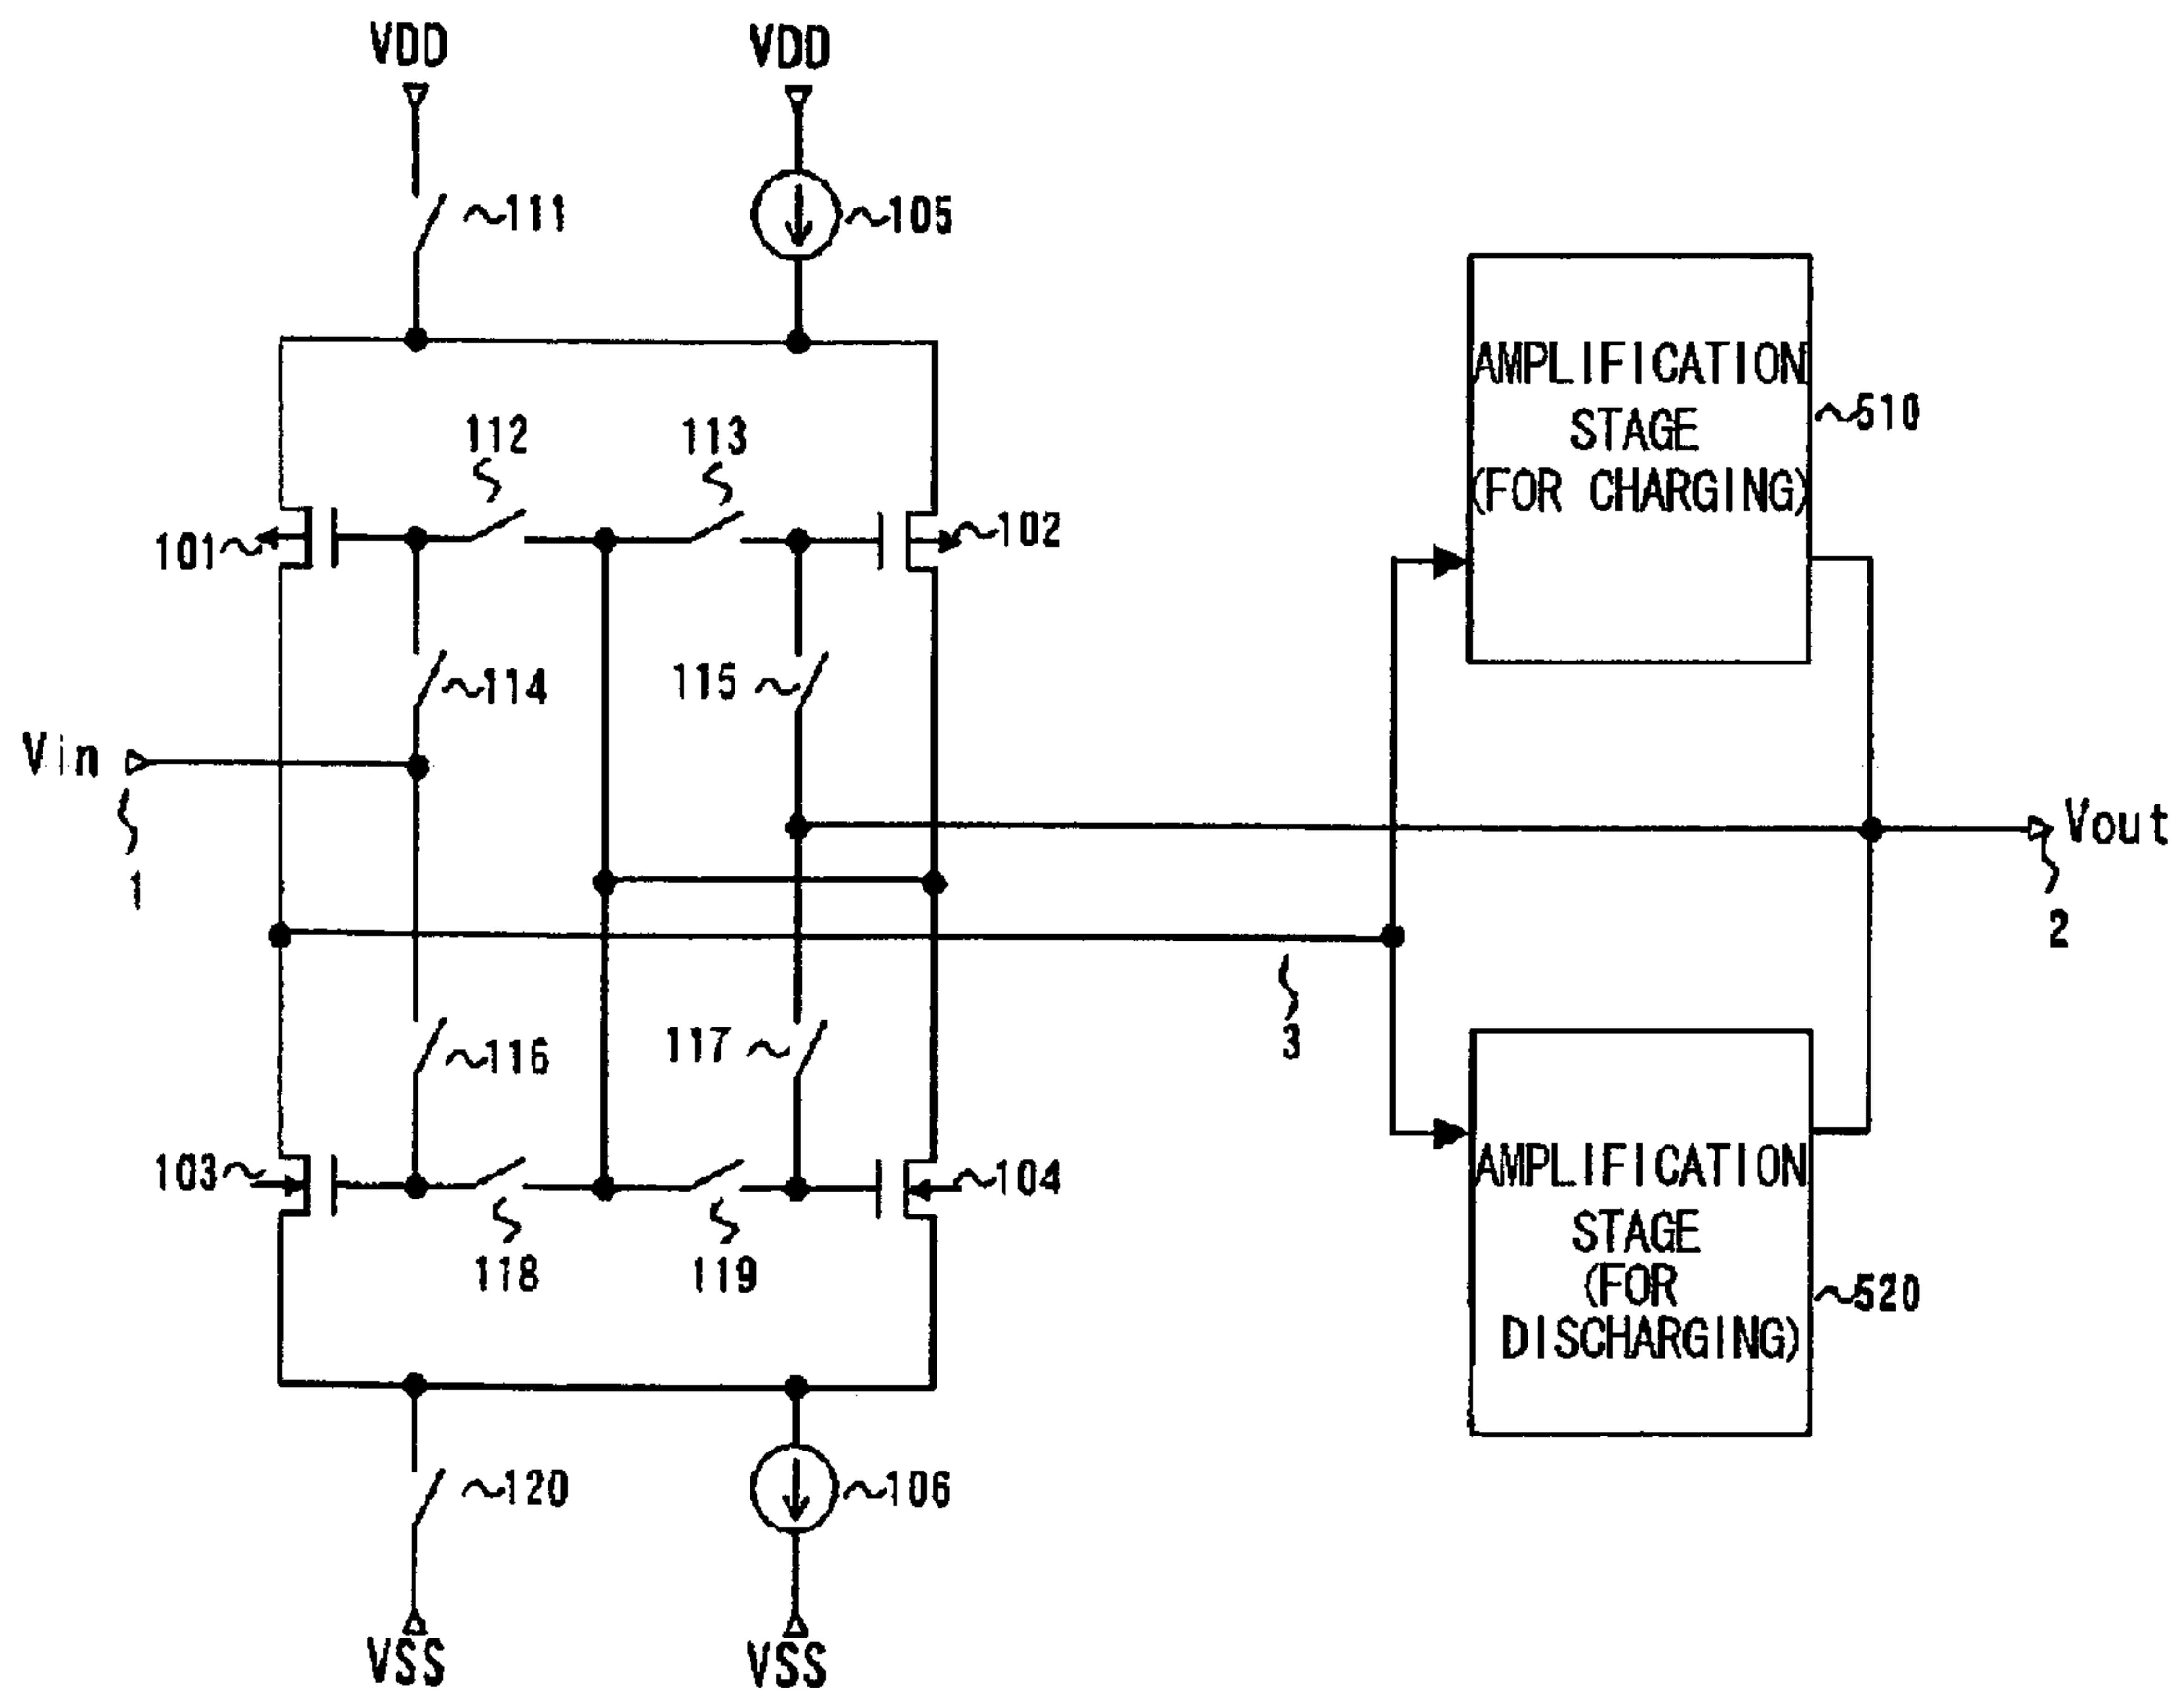 VDD
VDD
111
105
AMPLIFICATION
STAGE
(FOR CHARGING)
510
112
113
101
102
114
115
Vin
1
Vout
2
3
116
117
103
104
118
119
AMPLIFICATION
STAGE
(FOR
DISCHARGING)
520
120
106
VSS
VSS